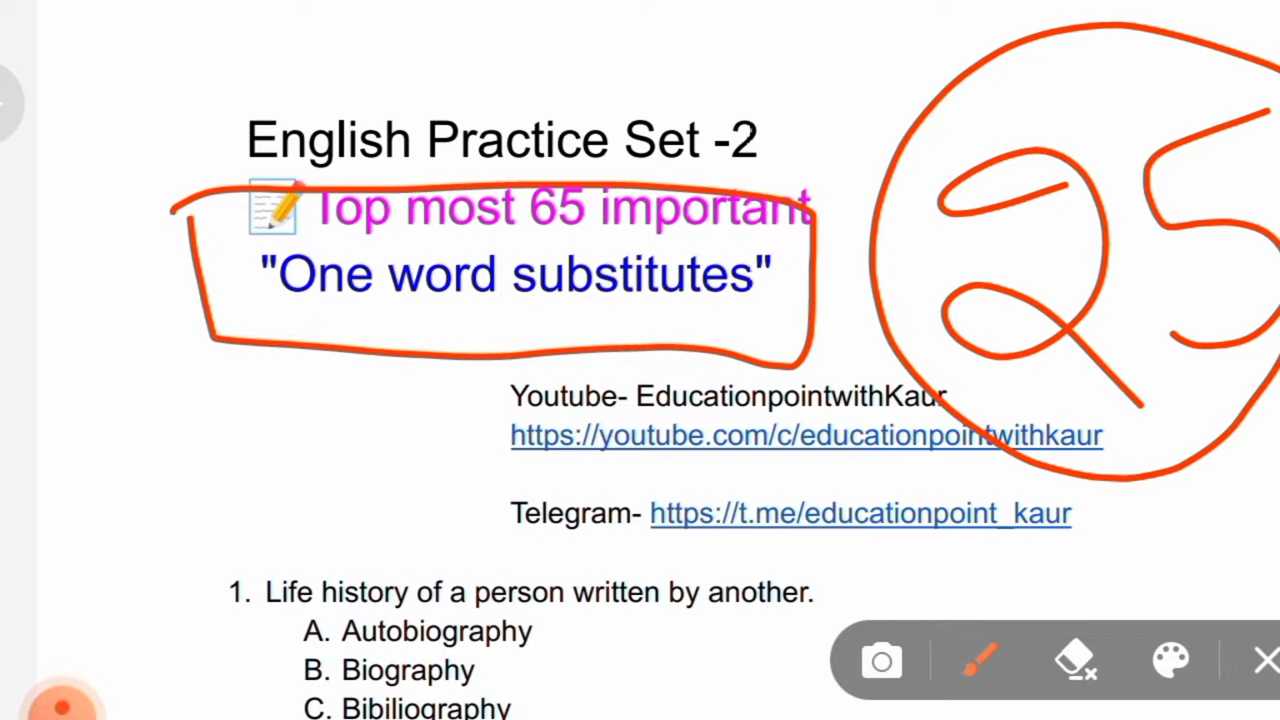 English Practice Set -2
📝 Top most 65 important
"One word substitutes"
25
Youtube- EducationpointwithKaur
https://youtube.com/c/educationpointwithkaur
Telegram- https://t.me/educationpoint_kaur
1. Life history of a person written by another.
A. Autobiography
B. Biography
C. Bibiliography